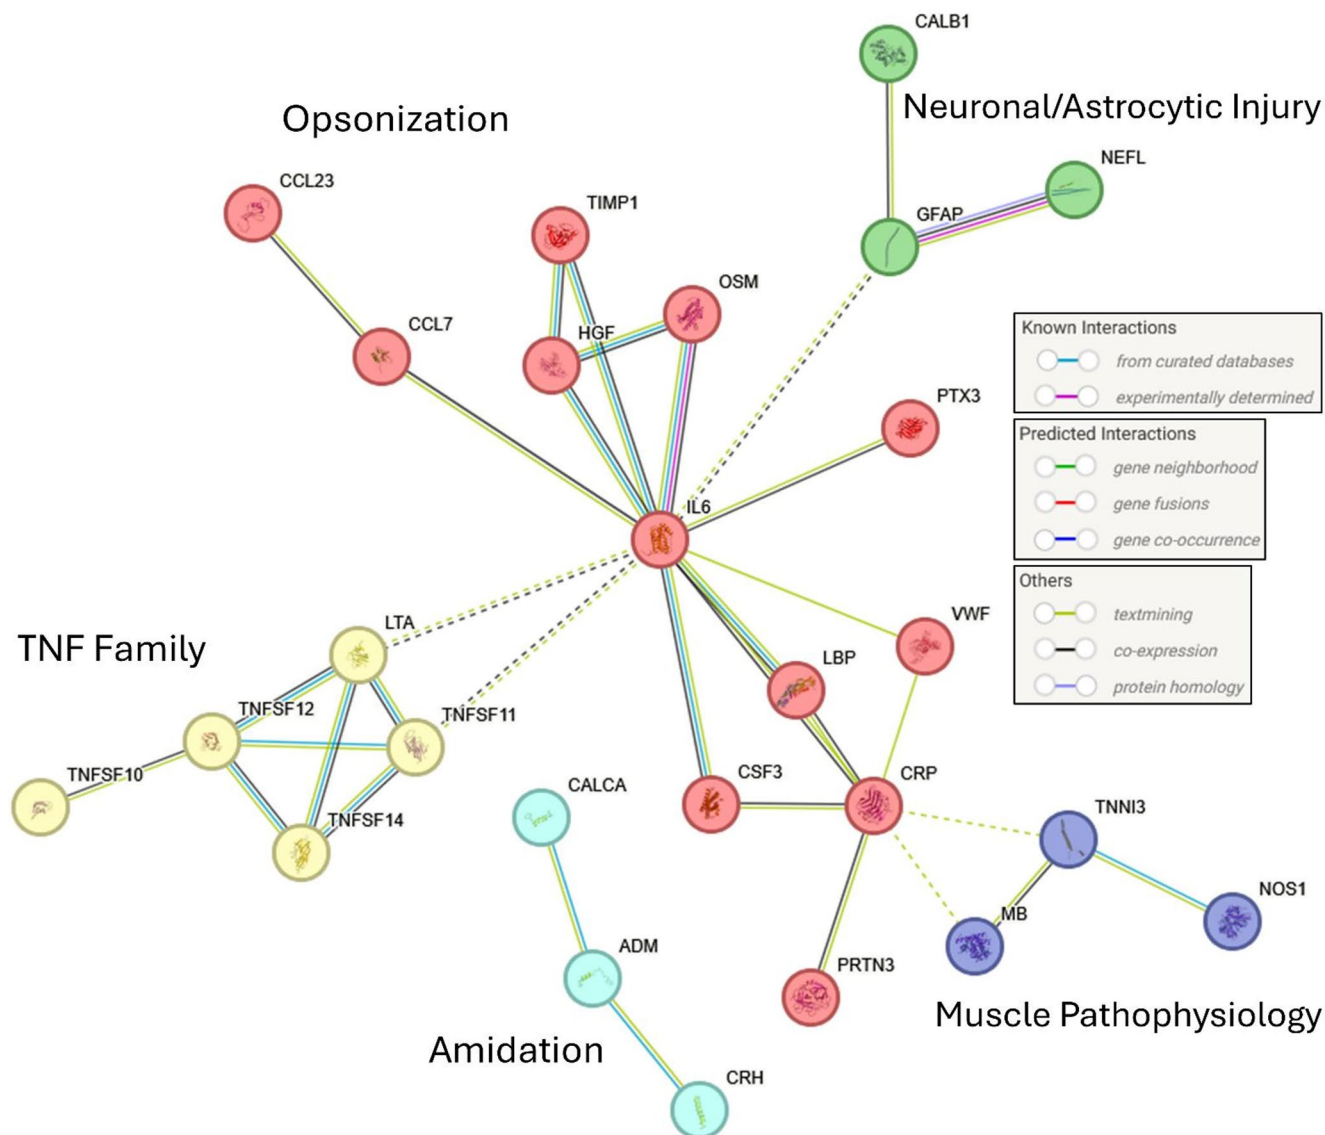 CALB1
Neuronal/Astrocytic Injury
Opsonization
NEFL
CCL23
TIMP1
GFAP
OSM
CCL7
HGF
PTX3
IL6
Known Interactions
from curated databases
experimentally determined
Predicted Interactions
gene neighborhood
gene fusions
gene co-occurrence
Others
textmining
co-expression
protein homology
TNF Family
LTA
VWF
LBP
TNFSF12
TNFSF11
TNFSF10
TNFSF14
CALCA
CSF3
CRP
TNNI3
NOS1
MB
ADM
PRTN3
Muscle Pathophysiology
Amidation
CRH